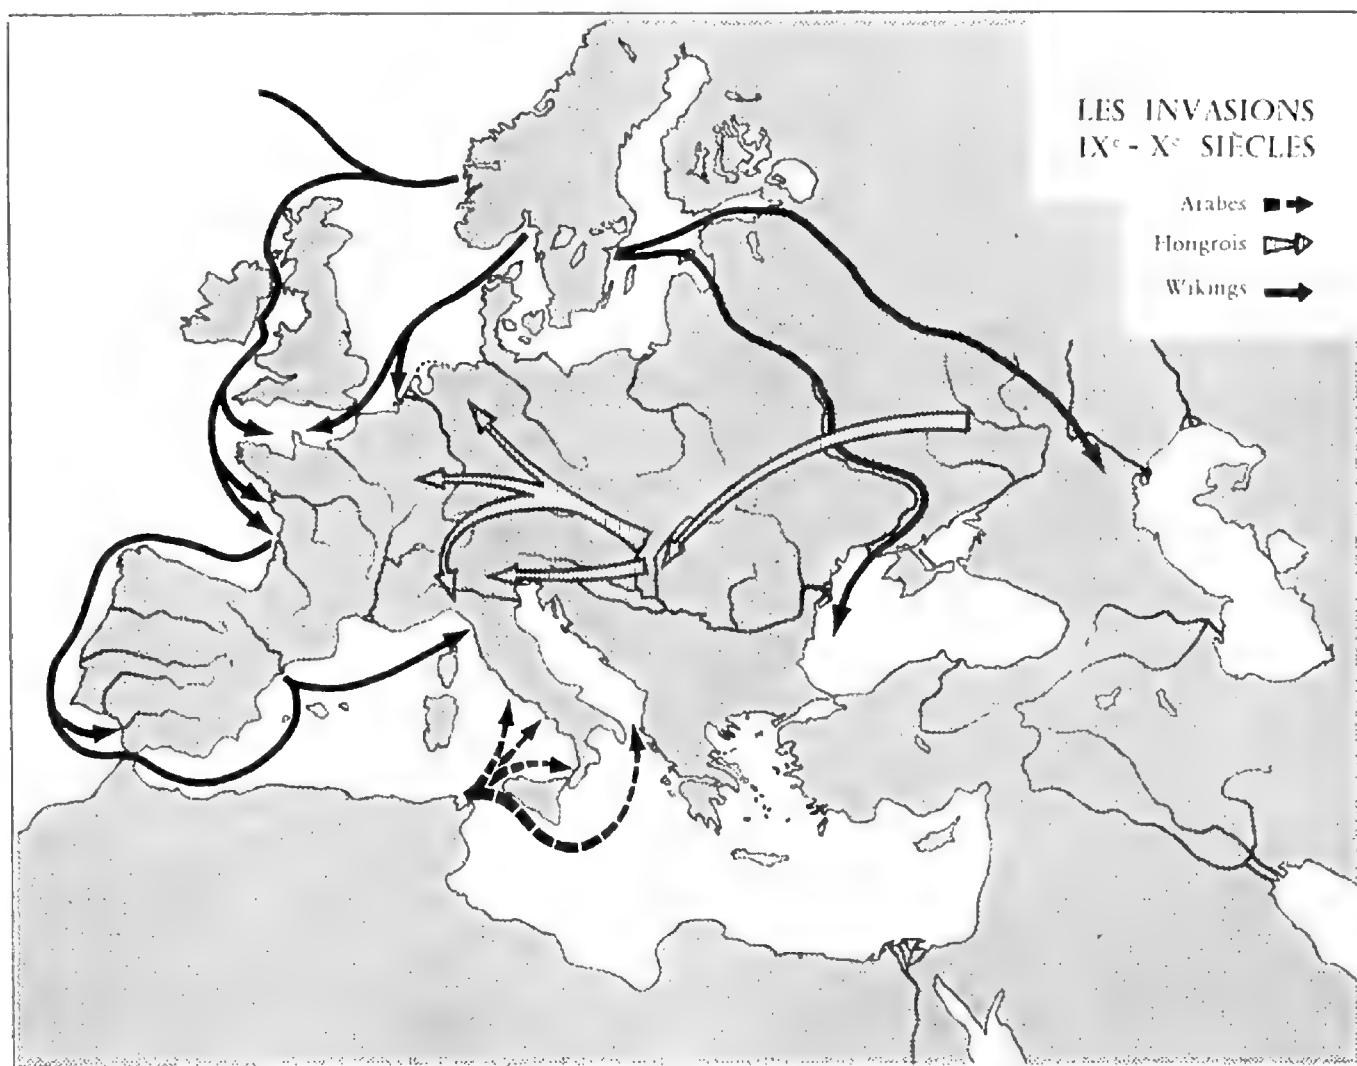 LES INVASIONS
IXe - Xe SIÈCLES
Arabes
Hongrois
Wikings